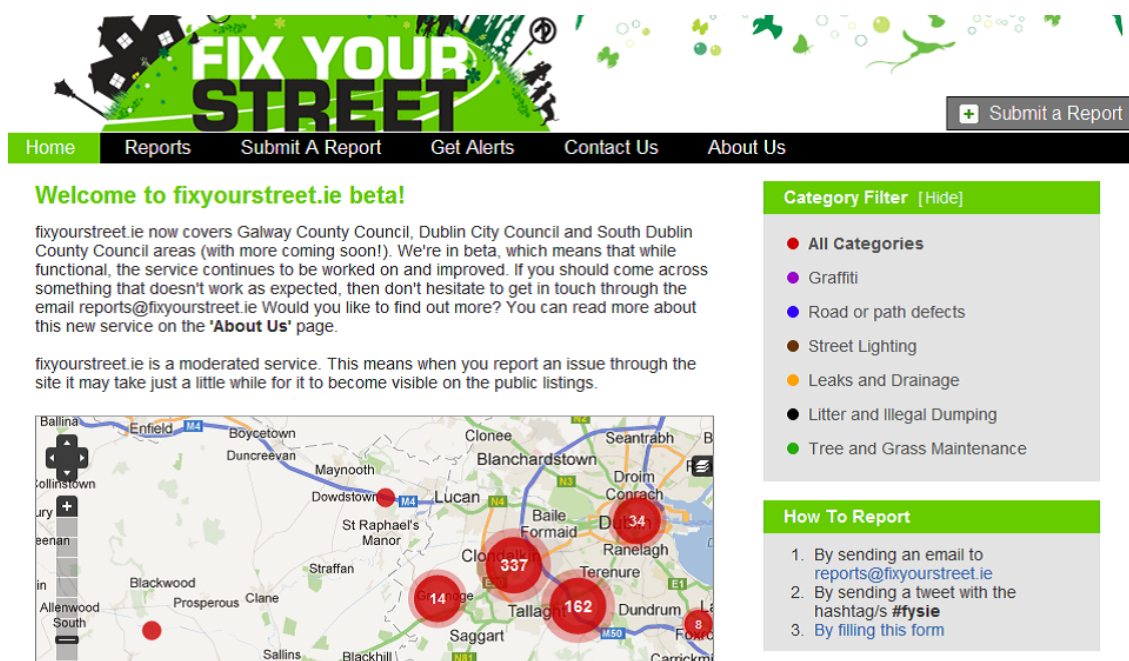 FIX YOUR
STREET
Submit a Report
Home Reports Submit A Report Get Alerts Contact Us About Us
Welcome to fixyourstreet.ie beta!
fixyourstreet.ie now covers Galway County Council, Dublin City Council and South Dublin
County Council areas (with more coming soon!). We're in beta, which means that while
functional, the service continues to be worked on and improved. If you should come across
something that doesn't work as expected, then don't hesitate to get in touch through the
email reports@fixyourstreet.ie Would you like to find out more? You can read more about
this new service on the 'About Us' page.
fixyourstreet.ie is a moderated service. This means when you report an issue through the
site it may take just a little while for it to become visible on the public listings.
Ballina
Enfield M4
Boycetown
Clonee
N2
Seantrabh
Duncreevan
Maynooth
Blanchardstown
N3
Droim
Conrach
Dowdstown
M4
Lucan
N4
Baile
Formaid
34
St Raphael's
Manor
Ranelagh
Straffan
337
Terenure
E1
Blackwood
Prosperous
Clane
14
162
Dundrum
Allenwood
South
8
Saggart
M50
Sallins
Blackhill
N81
Category Filter [Hide]
All Categories
Graffiti
Road or path defects
Street Lighting
Leaks and Drainage
Litter and Illegal Dumping
Tree and Grass Maintenance
How To Report
1. By sending an email to
reports@fixyourstreet.ie
2. By sending a tweet with the
hashtag/s #fysie
3. By filling this form